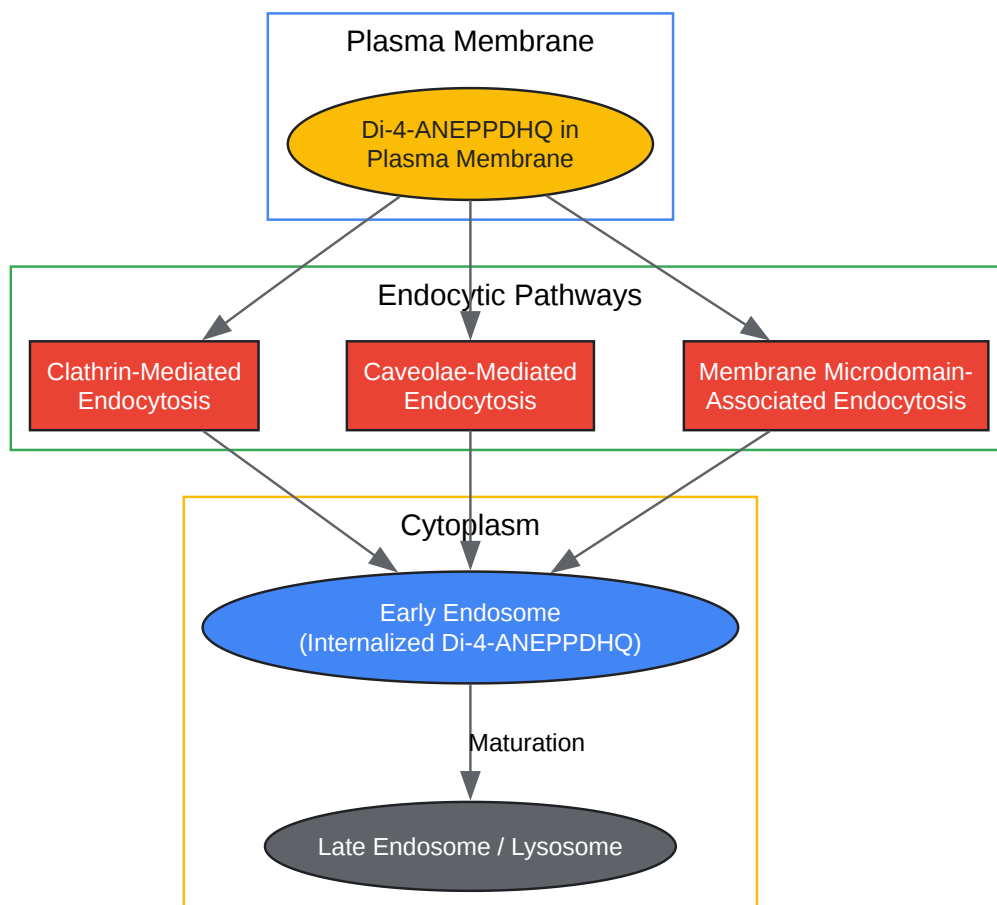 Plasma Membrane
Di-4-ANEPPDHQ in
Plasma Membrane
Endocytic Pathways
Clathrin-Mediated
Endocytosis
Caveolae-Mediated
Endocytosis
Membrane Microdomain-
Associated Endocytosis
Cytoplasm
Early Endosome
(Internalized Di-4-ANEPPDHQ)
Maturation
Late Endosome / Lysosome